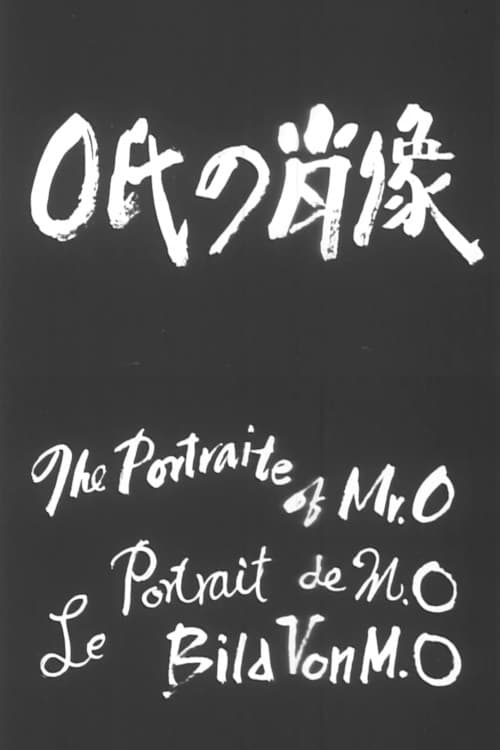 O氏の肖像
The Portraite of Mr. O
Le Portrait de M. O
Bild Von M. O